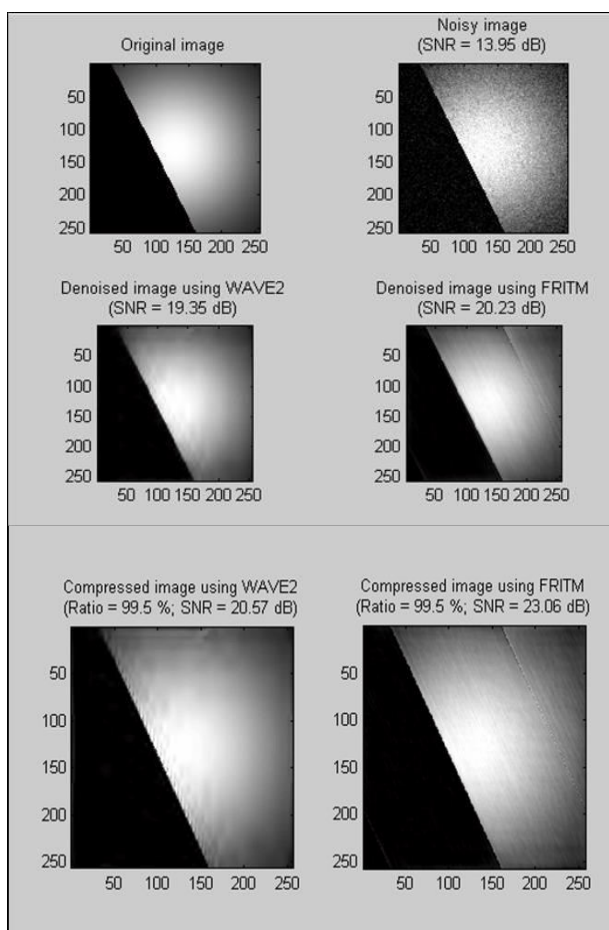 Original image
Noisy image
(SNR = 13.95 dB)
50
100
150
200
250
50 100 150 200 250
50
100
150
200
250
50 100 150 200 250
Denoised image using WAVE2
(SNR = 19.35 dB)
Denoised image using FRITM
(SNR = 20.23 dB)
50
100
150
200
250
50 100 150 200 250
50
100
150
200
250
50 100 150 200 250
Compressed image using WAVE2
(Ratio = 99.5 %; SNR = 20.57 dB)
Compressed image using FRITM
(Ratio = 99.5 %; SNR = 23.06 dB)
50
100
150
200
250
50 100 150 200 250
50
100
150
200
250
50 100 150 200 250